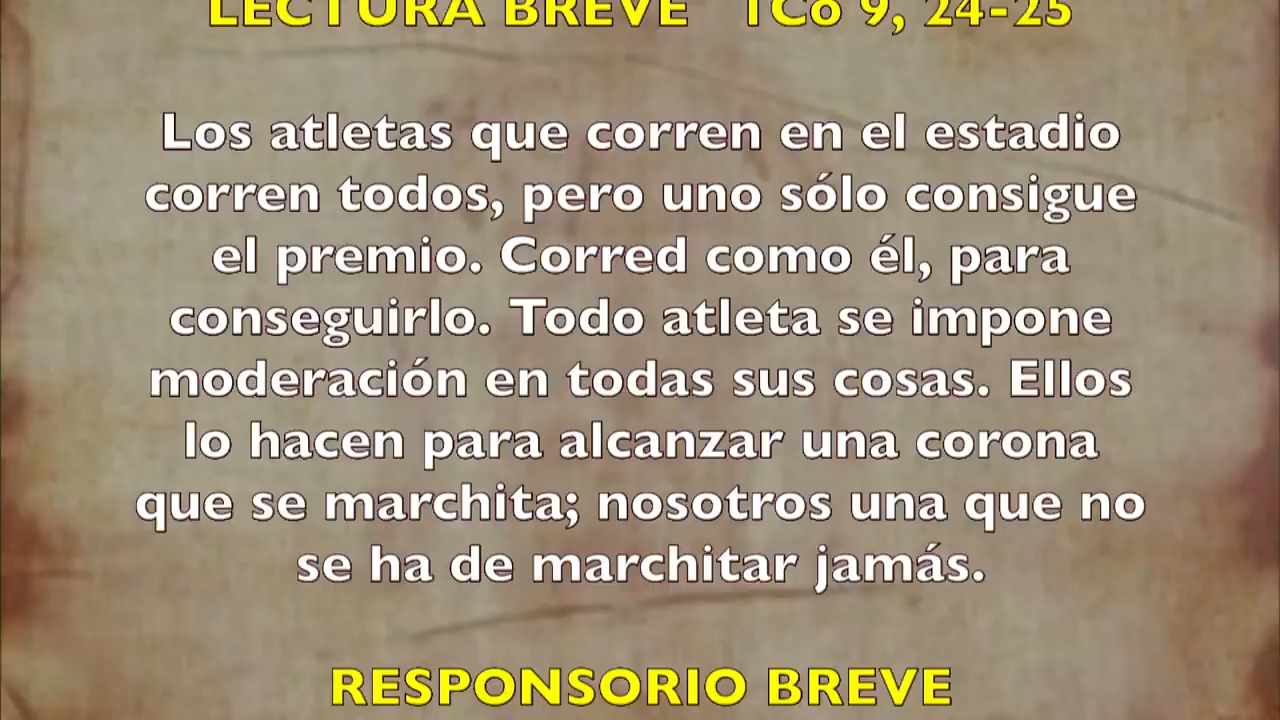 LECTURA BREVE 1Co 9, 24-25
Los atletas que corren en el estadio
corren todos, pero uno sólo consigue
el premio. Corred como él, para
conseguirlo. Todo atleta se impone
moderación en todas sus cosas. Ellos
lo hacen para alcanzar una corona
que se marchita; nosotros una que no
se ha de marchitar jamás.
RESPONSORIO BREVE